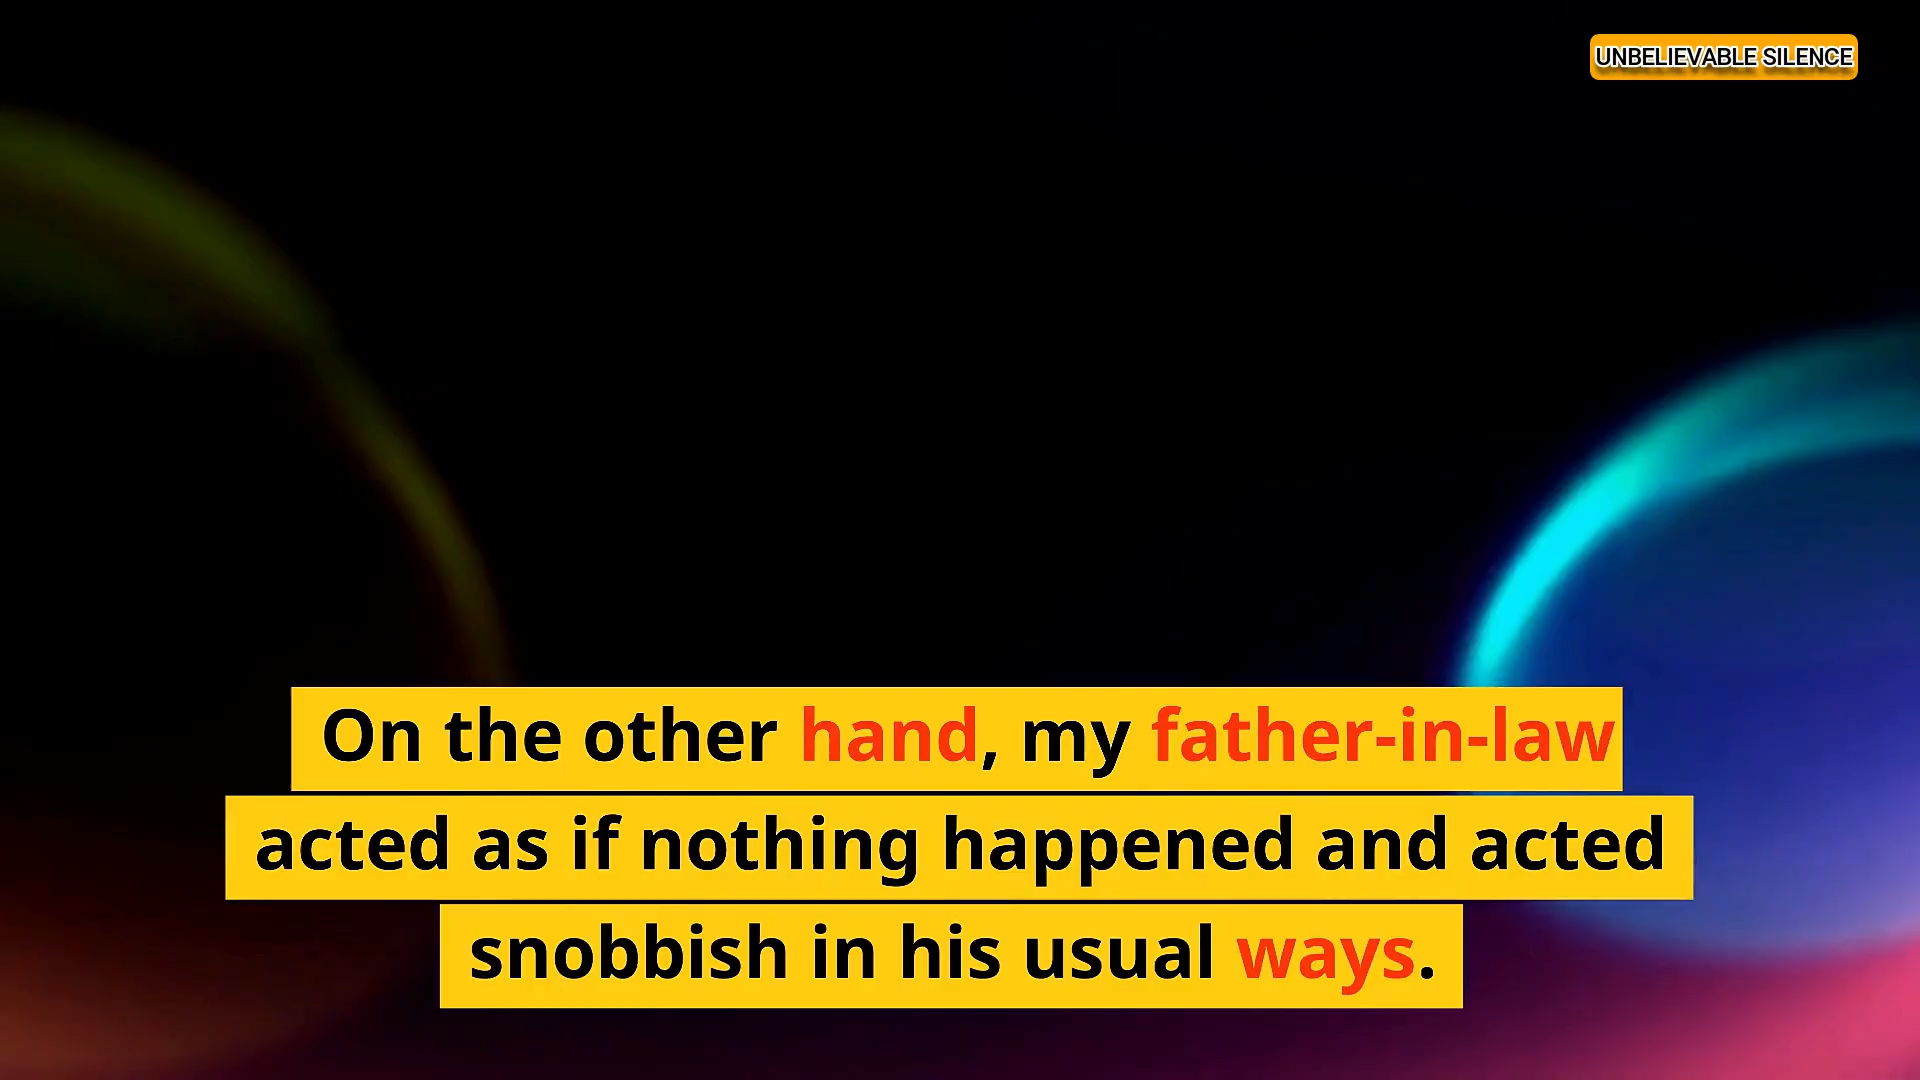 UNBELIEVABLE SILENCE
On the other hand, my father-in-law
acted as if nothing happened and acted
snobbish in his usual ways.